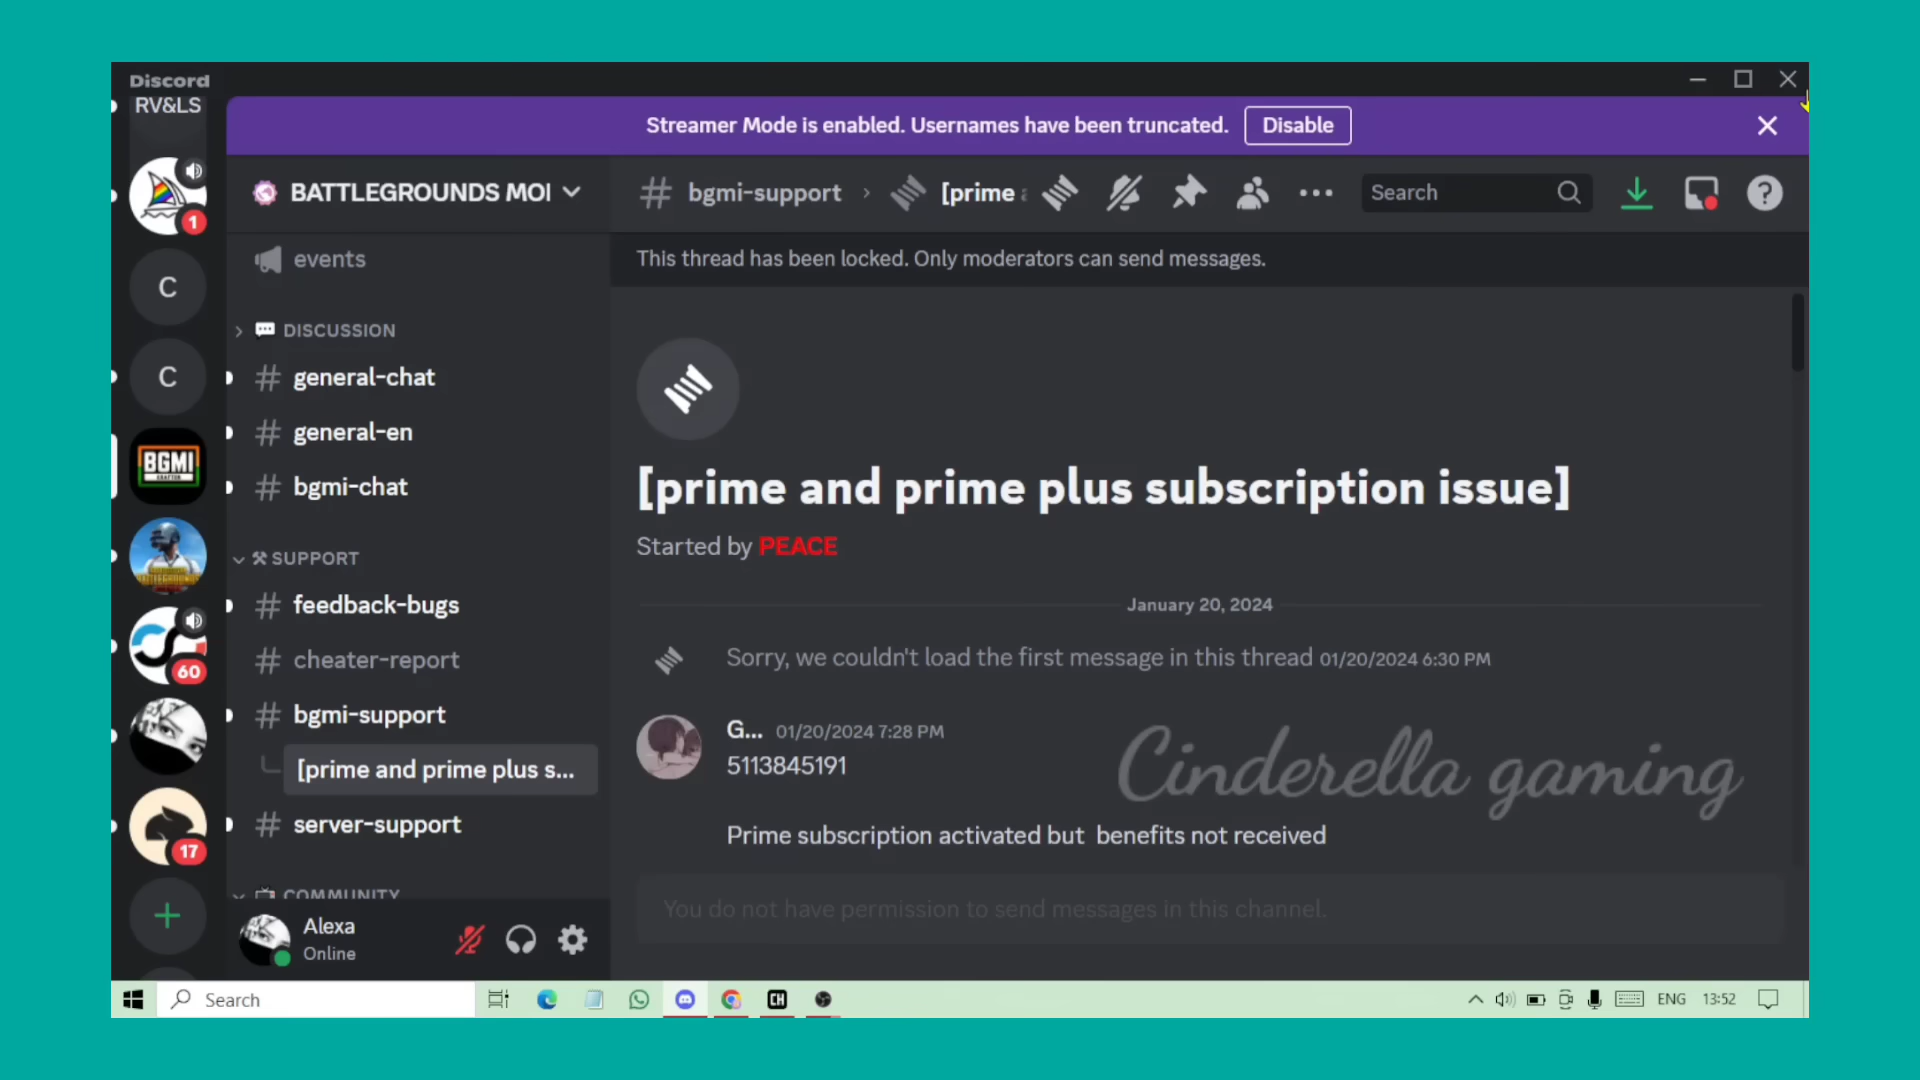 Discord
RV&LS
Streamer Mode is enabled. Usernames have been truncated.
Disable
1
C
C
BGMI
60
17
BATTLEGROUNDS MOI
events
DISCUSSION
general-chat
general-en
bgmi-chat
SUPPORT
feedback-bugs
cheater-report
bgmi-support
[prime and prime plus s...
server-support
COMMUNITY
Alexa
Online
bgmi-support
[prime
Search
This thread has been locked. Only moderators can send messages.
[prime and prime plus subscription issue]
Started by PEACE
January 20, 2024
Sorry, we couldn't load the first message in this thread 01/20/2024 6:30 PM
G... 01/20/2024 7:28 PM
5113845191
Prime subscription activated but benefits not received
Cinderella gaming
You do not have permission to send messages in this channel.
Search
CH
ENG
13:52